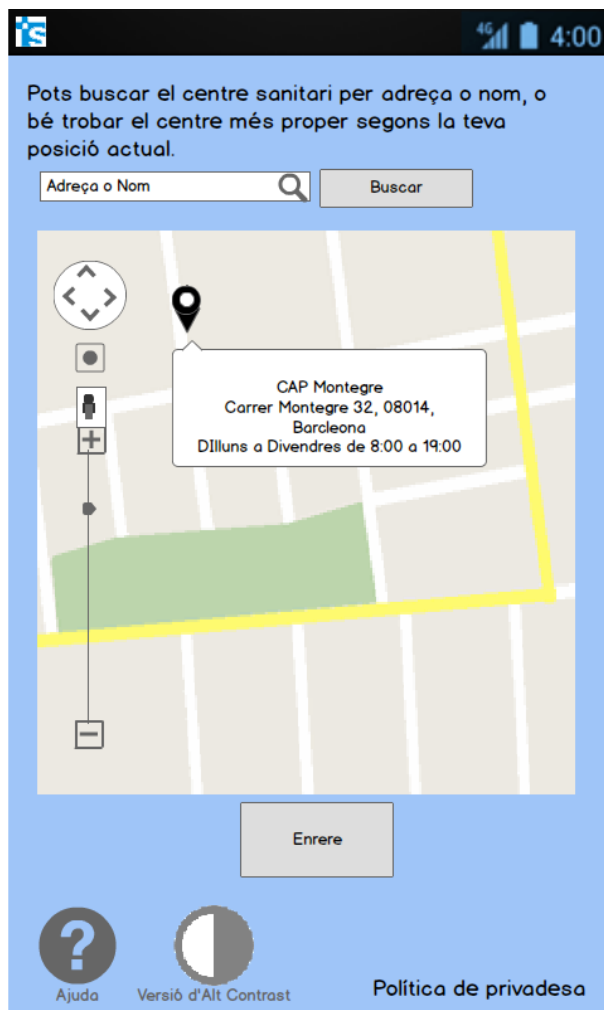 is
4G 4:00
Pots buscar el centre sanitari per adreça o nom, o
bé trobar el centre més proper segons la teva
posició actual.
Adreça o Nom
Buscar
CAP Montegre
Carrer Montegre 32, 08014,
Barcleona
DIlluns a Divendres de 8:00 a 19:00
Enrere
?
Ajuda
Versió d'Alt Contrast
Política de privadesa